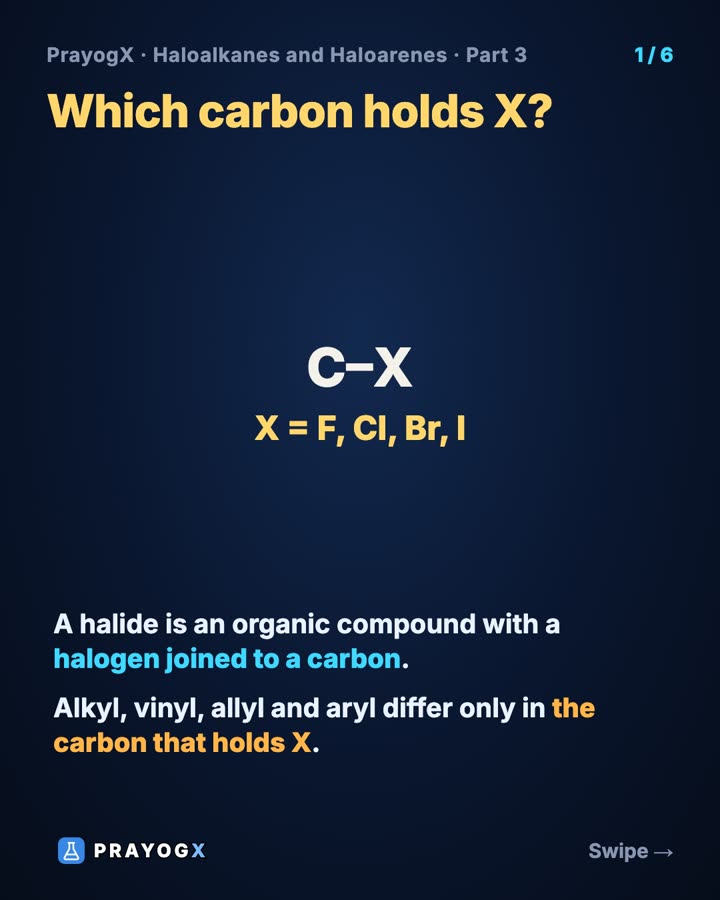 PrayogX · Haloalkanes and Haloarenes · Part 3
1 / 6
Which carbon holds X?
C–X
X = F, Cl, Br, I
A halide is an organic compound with a
halogen joined to a carbon.
Alkyl, vinyl, allyl and aryl differ only in the
carbon that holds X.
PRAYOGX
Swipe →